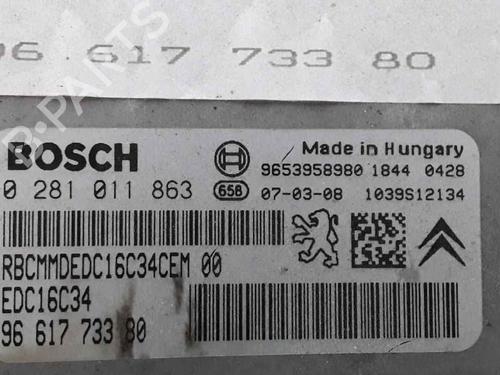 96 617 733 80
BOSCH
Made in Hungary
9653958980 1844 0428
0 281 011 863
658
07-03-08 1039S12134
RBCMMDEDC16C34CEM 00
EDC16C34
96 617 733 80